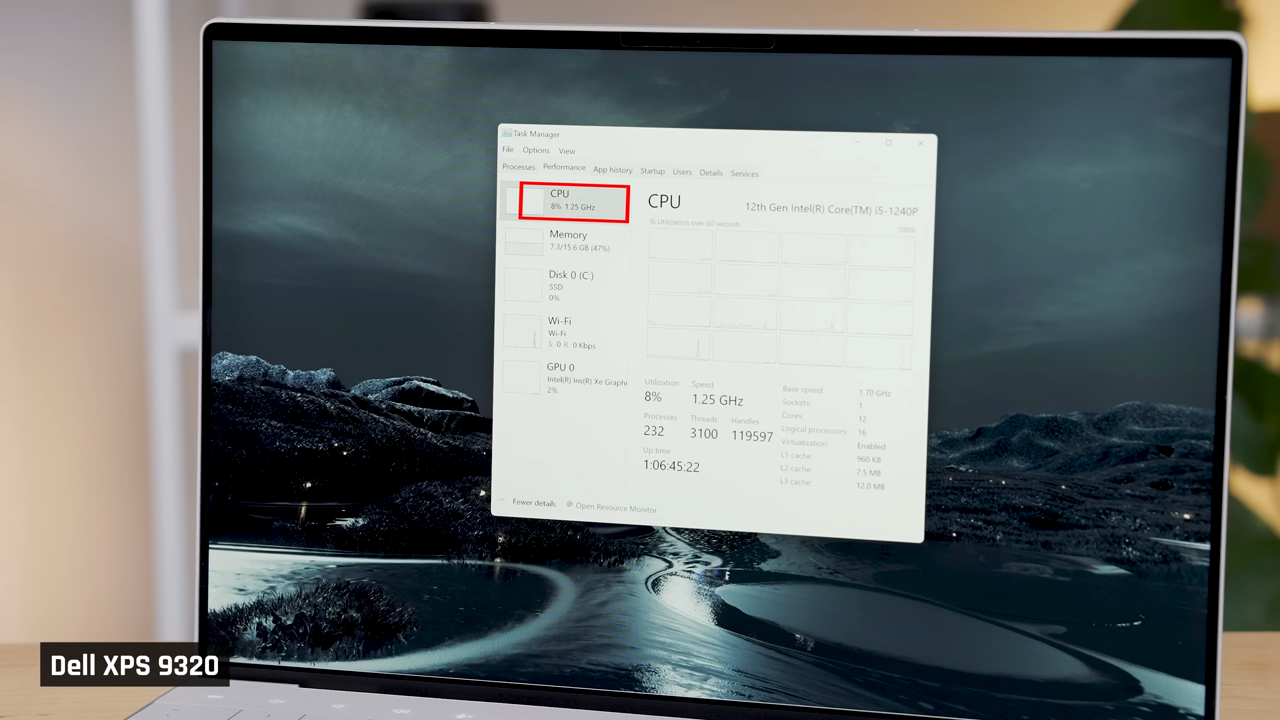 Task Manager
File Options View
Processes Performance App history Startup Users Details Services
CPU
8% 1.25 GHz
Memory
7.3/15.6 GB (47%)
Disk 0 (C:)
SSD
0%
Wi-Fi
Wi-Fi
S: 0 R: 0 Kbps
GPU 0
Intel(R) Iris(R) Xe Graphi
2%
CPU
12th Gen Intel(R) Core(TM) i5-1240P
% Utilization over 60 seconds
100%
Utilization Speed
8% 1.25 GHz
Processes Threads Handles
232 3100 119597
Up time
1:06:45:22
Base speed: 1.70 GHz
Sockets: 1
Cores: 12
Logical processors: 16
Virtualization: Enabled
L1 cache: 960 KB
L2 cache: 7.5 MB
L3 cache: 12.0 MB
Fewer details Open Resource Monitor
Dell XPS 9320